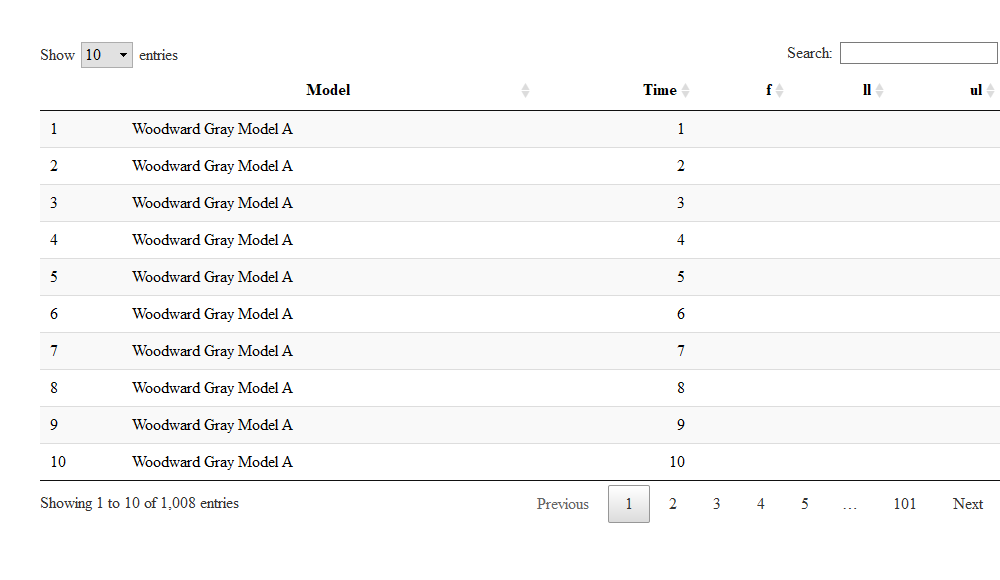 Show 10 entries Search:
Model Time f ll ul
1 Woodward Gray Model A 1
2 Woodward Gray Model A 2
3 Woodward Gray Model A 3
4 Woodward Gray Model A 4
5 Woodward Gray Model A 5
6 Woodward Gray Model A 6
7 Woodward Gray Model A 7
8 Woodward Gray Model A 8
9 Woodward Gray Model A 9
10 Woodward Gray Model A 10
Showing 1 to 10 of 1,008 entries Previous 1 2 3 4 5 … 101 Next